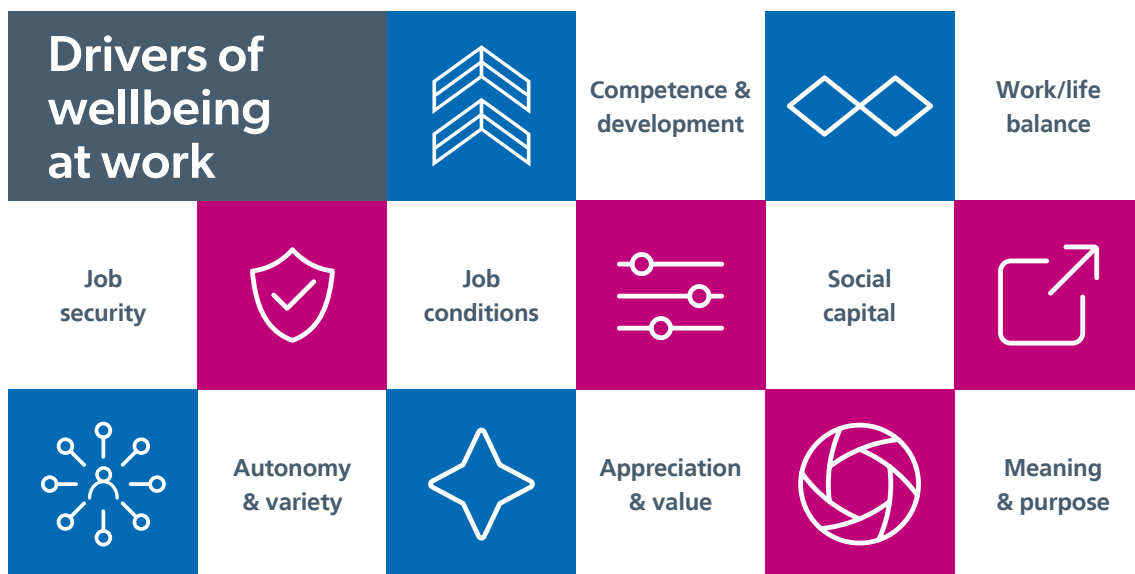 Drivers of
wellbeing
at work
Competence &
development
Work/life
balance
Job
security
Job
conditions
Social
capital
Autonomy
& variety
Appreciation
& value
Meaning
& purpose